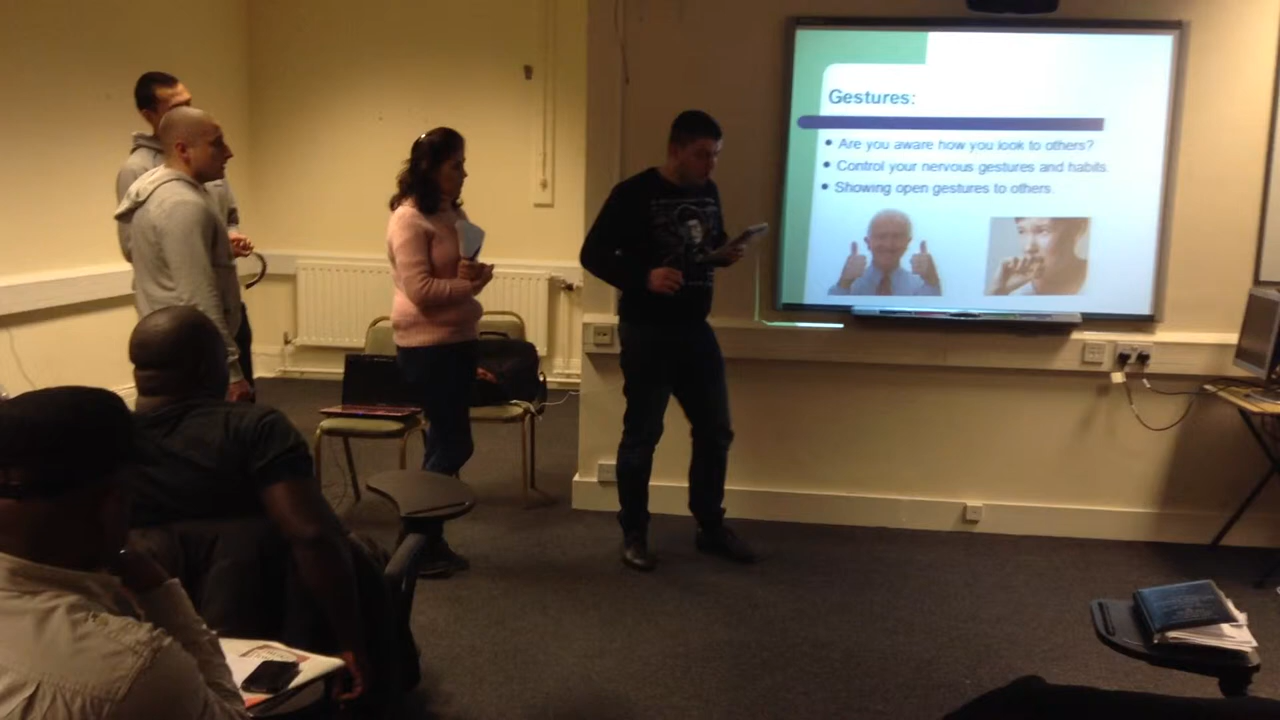 Gestures:
• Are you aware how you look to others?
• Control your nervous gestures and habits.
• Showing open gestures to others.